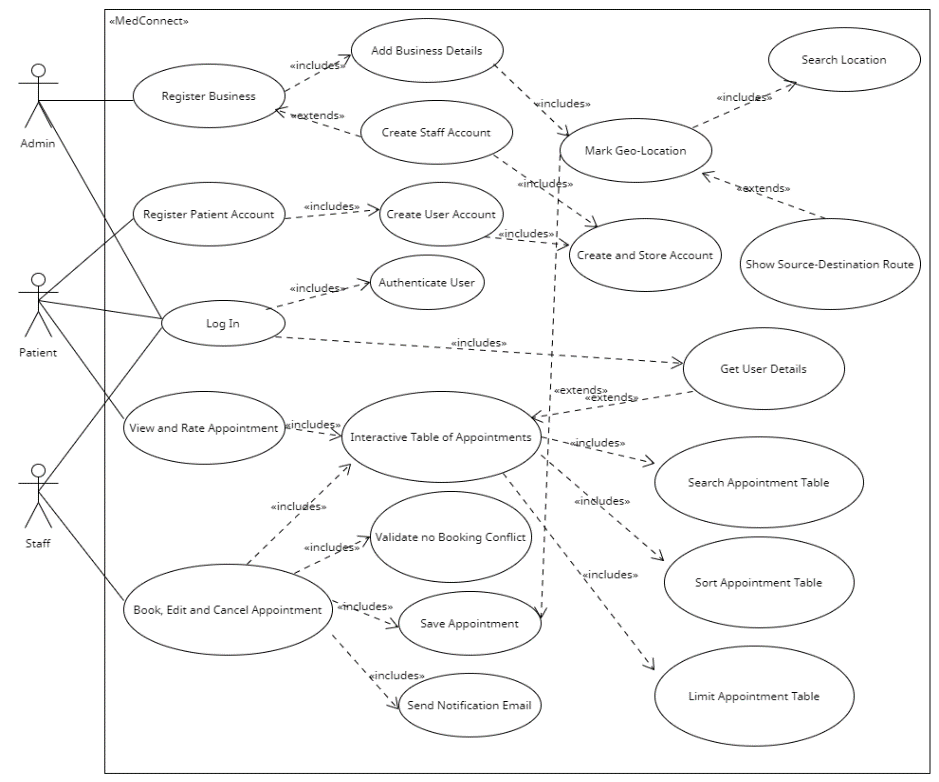 «MedConnect»
Add Business Details
Search Location
«includes»
Register Business
«includes»
«includes»
«extends»
Create Staff Account
Admin
Mark Geo-Location
«includes»
«extends»
Register Patient Account
«includes»
Create User Account
«includes»
Create and Store Account
Show Source-Destination Route
Authenticate User
«includes»
Log In
Patient
«includes»
Get User Details
«extends»
«extends»
View and Rate Appointment
«includes»
Interactive Table of Appointments
«includes»
Search Appointment Table
«includes»
«includes»
Staff
Validate no Booking Conflict
«includes»
«includes»
Sort Appointment Table
Book, Edit and Cancel Appointment
«includes»
Save Appointment
«includes»
Limit Appointment Table
Send Notification Email